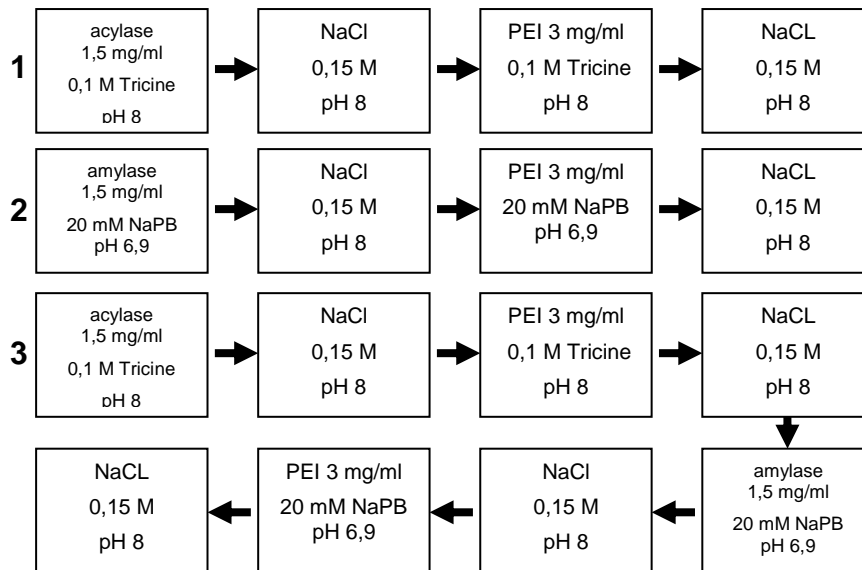 1
acylase
1,5 mg/ml
0,1 M Tricine
pH 8
NaCl
0,15 M
pH 8
PEI 3 mg/ml
0,1 M Tricine
pH 8
NaCL
0,15 M
pH 8
2
amylase
1,5 mg/ml
20 mM NaPB
pH 6,9
NaCl
0,15 M
pH 8
PEI 3 mg/ml
20 mM NaPB
pH 6,9
NaCL
0,15 M
pH 8
3
acylase
1,5 mg/ml
0,1 M Tricine
pH 8
NaCl
0,15 M
pH 8
PEI 3 mg/ml
0,1 M Tricine
pH 8
NaCL
0,15 M
pH 8
NaCL
0,15 M
pH 8
PEI 3 mg/ml
20 mM NaPB
pH 6,9
NaCl
0,15 M
pH 8
amylase
1,5 mg/ml
20 mM NaPB
pH 6,9